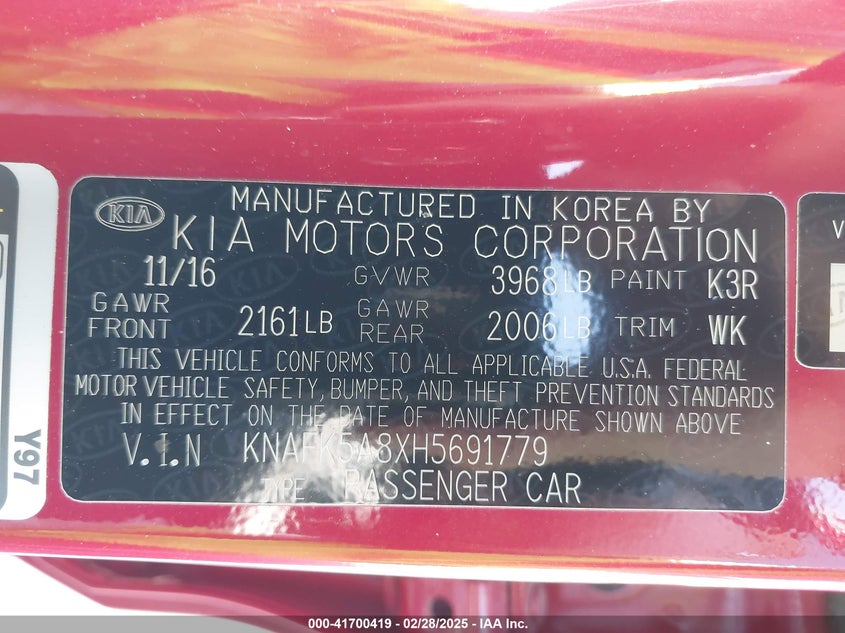 KIA
MANUFACTURED IN KOREA BY
KIA MOTORS CORPORATION
11/16 GVWR 3968LB PAINT K3R
GAWR FRONT 2161LB GAWR REAR 2006LB TRIM WK
THIS VEHICLE CONFORMS TO ALL APPLICABLE U.S.A. FEDERAL
MOTOR VEHICLE SAFETY, BUMPER, AND THEFT PREVENTION STANDARDS
IN EFFECT ON THE DATE OF MANUFACTURE SHOWN ABOVE
V.I.N KNAFK5A8XH5691779
TYPE PASSENGER CAR
Y97
V
000-41700419 - 02/28/2025 - IAA Inc.